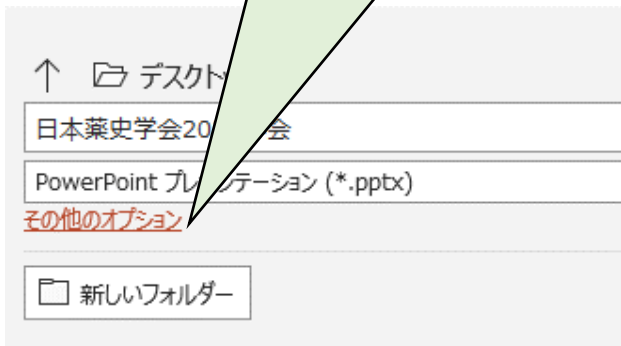 デスクト
日本薬史学会20 会
PowerPoint プレ テーション (*.pptx)
その他のオプション
新しいフォルダー